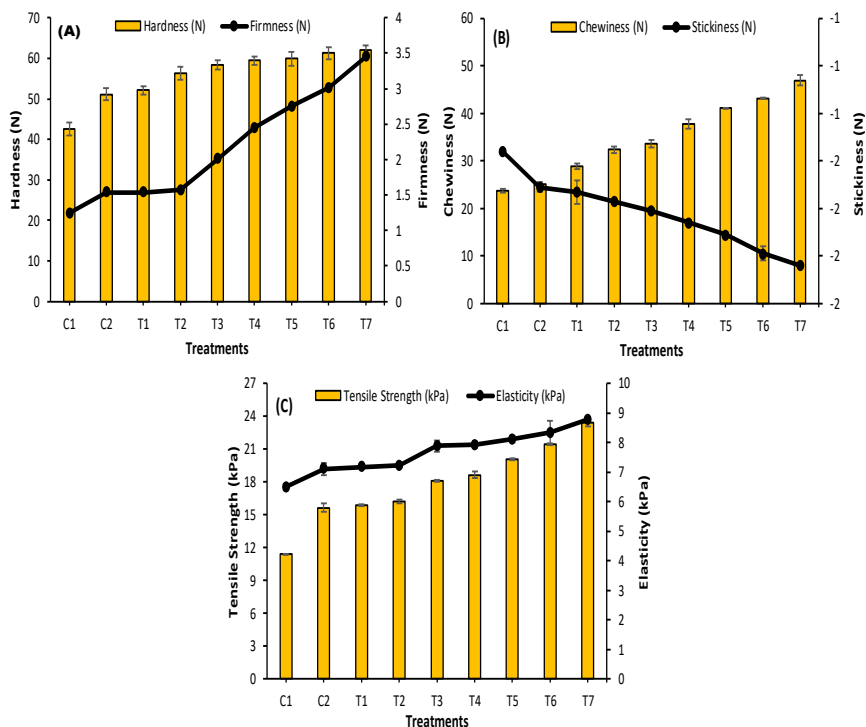 (A)
Hardness (N)
Firmness (N)
70
60
50
40
30
20
10
0
Hardness (N)
4
3.5
3
2.5
2
1.5
1
0.5
0
Firmness (N)
C1 C2 T1 T2 T3 T4 T5 T6 T7
Treatments
(B)
Chewiness (N)
Stickiness (N)
60
50
40
30
20
10
0
Chewiness (N)
-1
-1
-1
-2
-2
-2
-2
Stickiness (N)
C1 C2 T1 T2 T3 T4 T5 T6 T7
Treatments
(C)
Tensile Strength (kPa)
Elasticity (kPa)
27
24
21
18
15
12
9
6
3
0
Tensile Strength (kPa)
10
9
8
7
6
5
4
3
2
1
0
Elasticity (kPa)
C1 C2 T1 T2 T3 T4 T5 T6 T7
Treatments